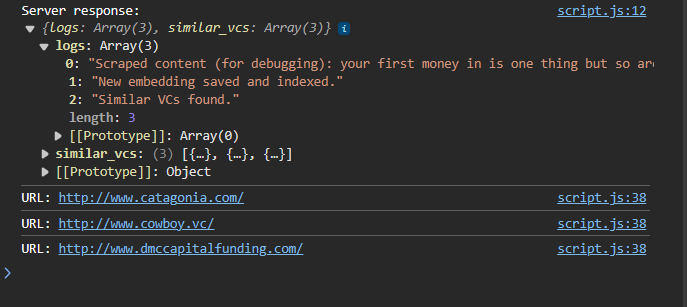 Server response: script.js:12
▼ {logs: Array(3), similar_vcs: Array(3)} i
▼ logs: Array(3)
0: "Scraped content (for debugging): your first money in is one thing but so are
1: "New embedding saved and indexed."
2: "Similar VCs found."
length: 3
▶ [[Prototype]]: Array(0)
▶ similar_vcs: (3) [{…}, {…}, {…}]
▶ [[Prototype]]: Object
URL: http://www.catagonia.com/ script.js:38
URL: http://www.cowboy.vc/ script.js:38
URL: http://www.dmccapitalfunding.com/ script.js:38
>